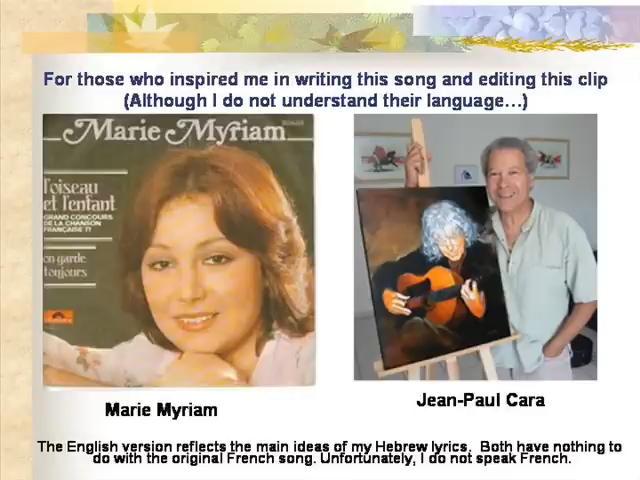 For those who inspired me in writing this song and editing this clip
(Although I do not understand their language...)
Marie Myriam
l'oiseau
et l'enfant
GRAND CONCOURS
DE LA CHANSON
FRANÇAISE 77
on garde
toujours
Marie Myriam
Jean-Paul Cara
The English version reflects the main ideas of my Hebrew lyrics. Both have nothing to
do with the original French song. Unfortunately, I do not speak French.